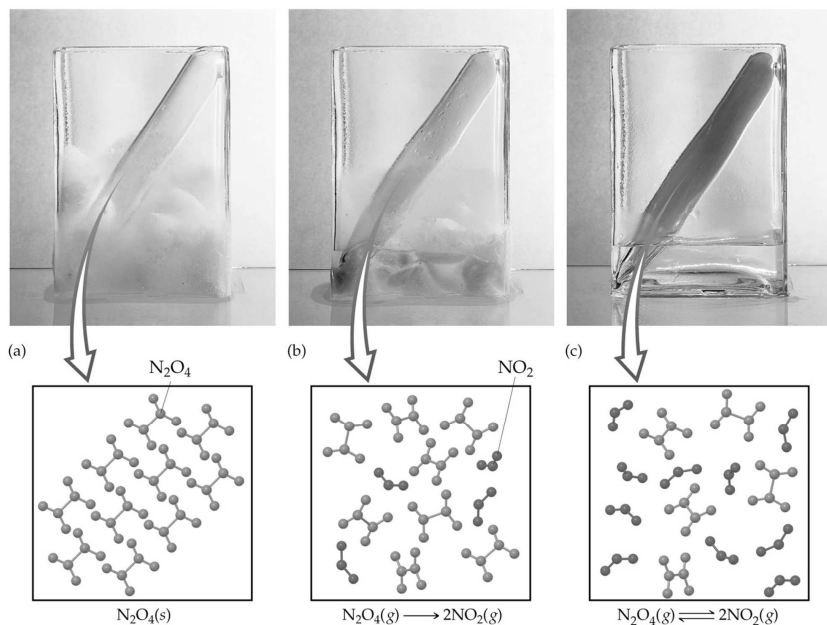 (a)
(b)
(c)
N₂O₄
NO₂
N₂O₄(s)
N₂O₄(g) ⟶ 2NO₂(g)
N₂O₄(g) ⇌ 2NO₂(g)